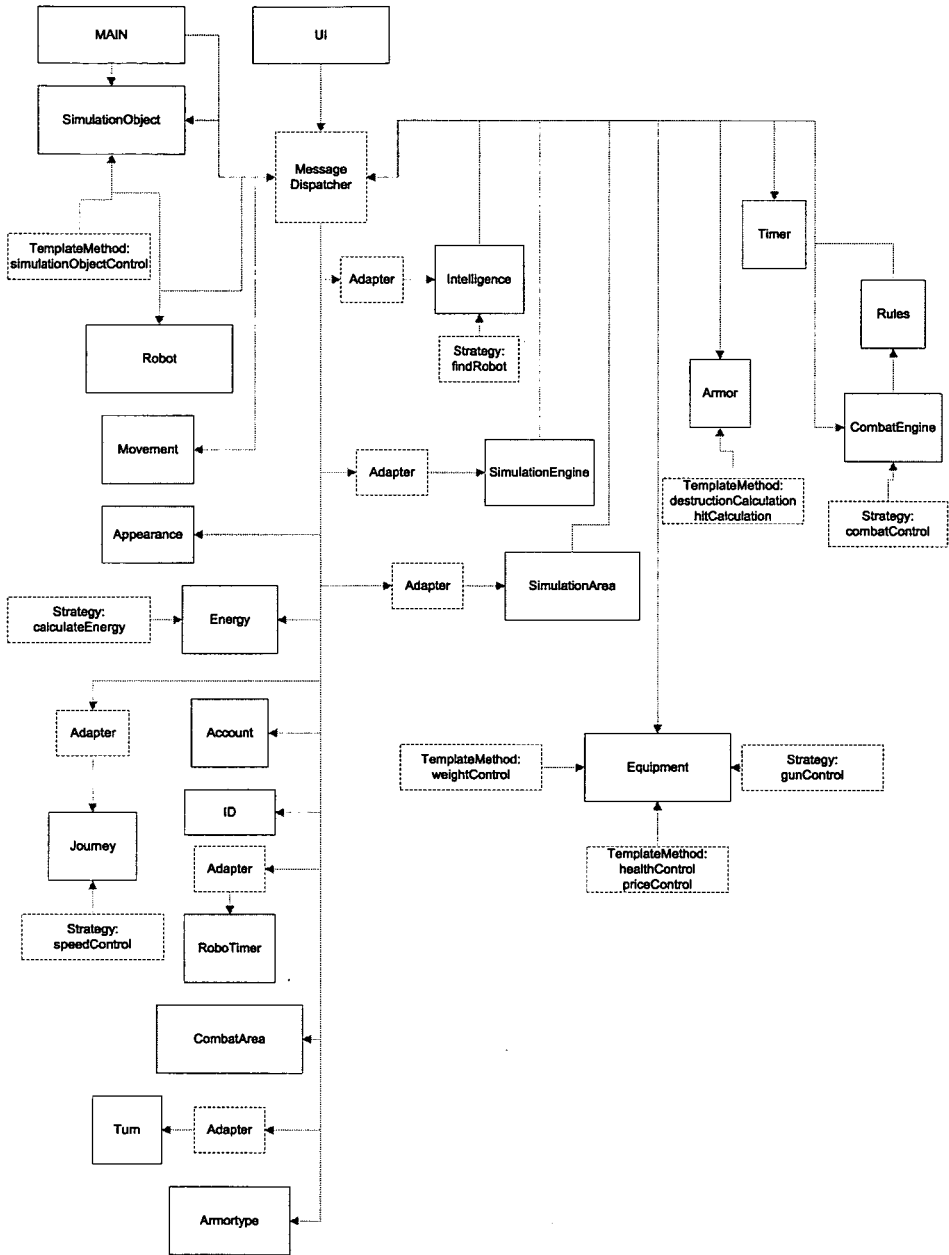 MAIN
UI
SimulationObject
Message
Dispatcher
TemplateMethod:
simulationObjectControl
Timer
Adapter
Intelligence
Rules
Strategy:
findRobot
Robot
Armor
CombatEngine
Movement
Adapter
SimulationEngine
TemplateMethod:
destructionCalculation
hitCalculation
Strategy:
combatControl
Appearance
Adapter
SimulationArea
Strategy:
calculateEnergy
Energy
Adapter
Account
TemplateMethod:
weightControl
Equipment
Strategy:
gunControl
ID
Journey
Adapter
TemplateMethod:
healthControl
priceControl
Strategy:
speedControl
RoboTimer
CombatArea
Turn
Adapter
Armortype